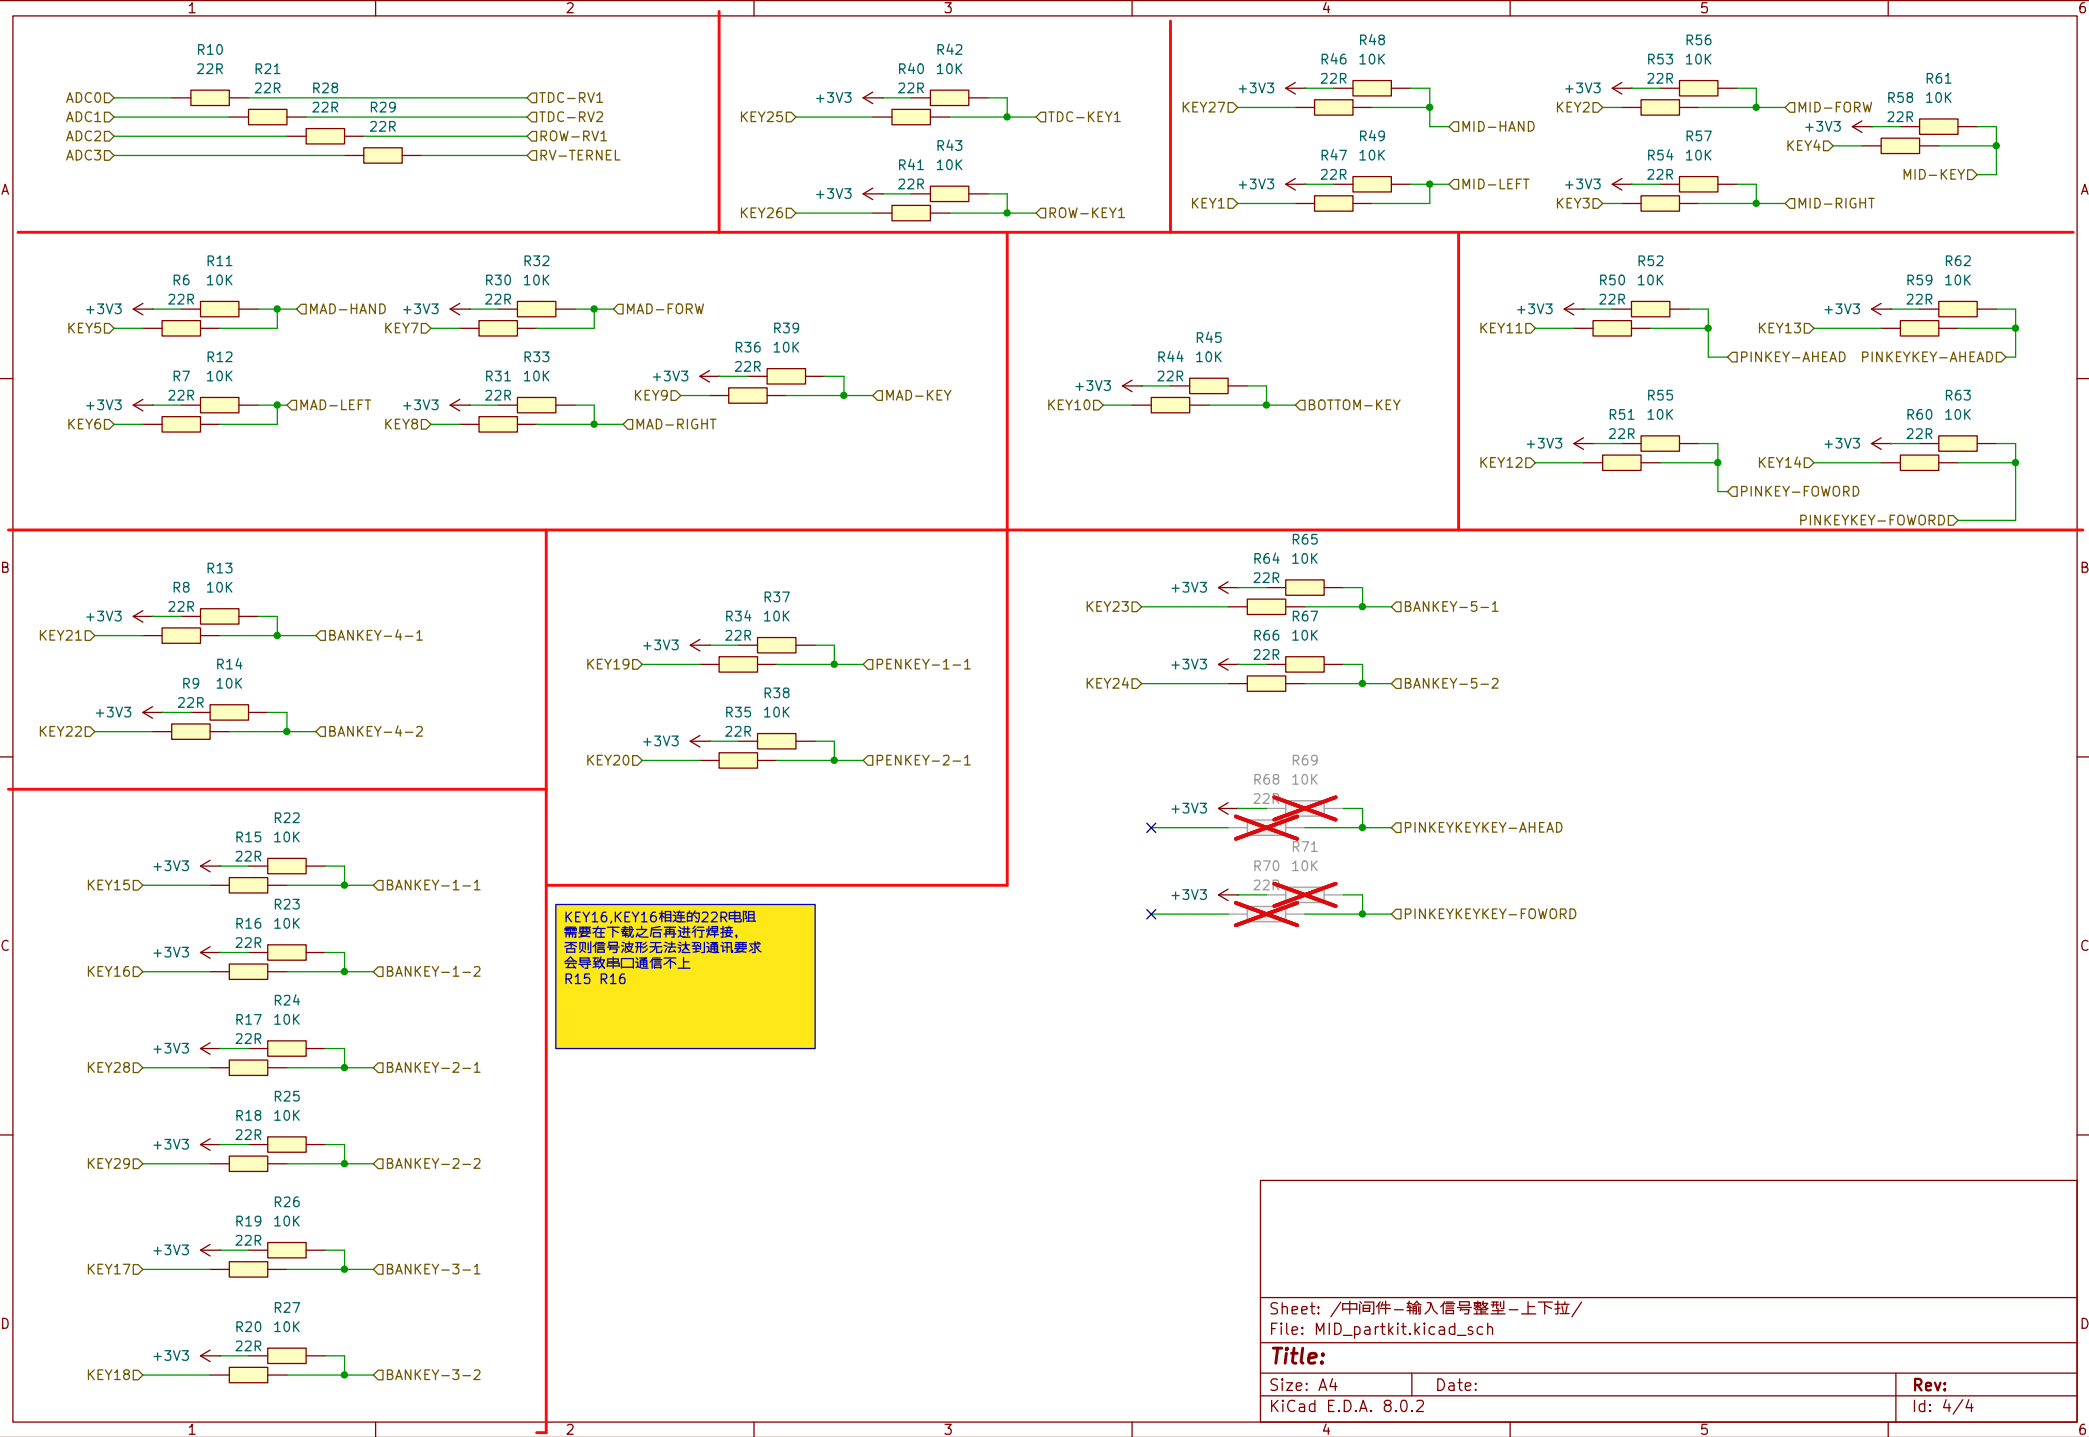 1 2 3 4 5 6
R10
22R
R21
22R
R28
22R
R29
22R
ADC0
ADC1
ADC2
ADC3
TDC-RV1
TDC-RV2
ROW-RV1
RV-TERNEL
R42
R40 10K
22R
+3V3
KEY25
TDC-KEY1
R43
R41 10K
22R
+3V3
KEY26
ROW-KEY1
R48
R46 10K
22R
+3V3
KEY27
MID-HAND
R49
R47 10K
22R
+3V3
MID-LEFT
KEY1
R56
R53 10K
22R
+3V3
KEY2
MID-FORW
R57
R54 10K
22R
+3V3
KEY3
MID-RIGHT
R61
R58 10K
22R
+3V3
KEY4
MID-KEY
A
A
R11
R6 10K
22R
+3V3
MAD-HAND
KEY5
R32
R30 10K
22R
+3V3
MAD-FORW
KEY7
R12
R7 10K
22R
+3V3
MAD-LEFT
KEY6
R33
R31 10K
22R
+3V3
KEY8
MAD-RIGHT
R39
R36 10K
22R
+3V3
KEY9
MAD-KEY
R45
R44 10K
22R
+3V3
KEY10
BOTTOM-KEY
R52
R50 10K
22R
+3V3
KEY11
PINKEY-AHEAD
R62
R59 10K
22R
+3V3
KEY13
PINKEYKEY-AHEAD
R55
R51 10K
22R
+3V3
KEY12
PINKEY-FOWORD
R63
R60 10K
22R
+3V3
KEY14
PINKEYKEY-FOWORD
B
B
R13
R8 10K
22R
+3V3
KEY21
BANKEY-4-1
R14
R9 10K
22R
+3V3
KEY22
BANKEY-4-2
R37
R34 10K
22R
+3V3
KEY19
PENKEY-1-1
R38
R35 10K
22R
+3V3
KEY20
PENKEY-2-1
R65
R64 10K
22R
+3V3
KEY23
BANKEY-5-1
R67
R66 10K
22R
+3V3
KEY24
BANKEY-5-2
R69
R68 10K
22R
+3V3
PINKEYKEYKEY-AHEAD
R71
R70 10K
22R
+3V3
PINKEYKEYKEY-FOWORD
R22
R15 10K
22R
+3V3
KEY15
BANKEY-1-1
R23
R16 10K
22R
+3V3
KEY16
BANKEY-1-2
R24
R17 10K
22R
+3V3
KEY28
BANKEY-2-1
R25
R18 10K
22R
+3V3
KEY29
BANKEY-2-2
R26
R19 10K
22R
+3V3
KEY17
BANKEY-3-1
R27
R20 10K
22R
+3V3
KEY18
BANKEY-3-2
KEY16,KEY16相连的22R电阻
需要在下载之后再进行焊接，
否则信号波形无法达到通讯要求
会导致串口通信不上
R15 R16
C
C
D
D
Sheet: /中间件-输入信号整型-上下拉/
File: MID_partkit.kicad_sch
Title:
Size: A4 Date: Rev:
KiCad E.D.A. 8.0.2 Id: 4/4
1 2 3 4 5 6